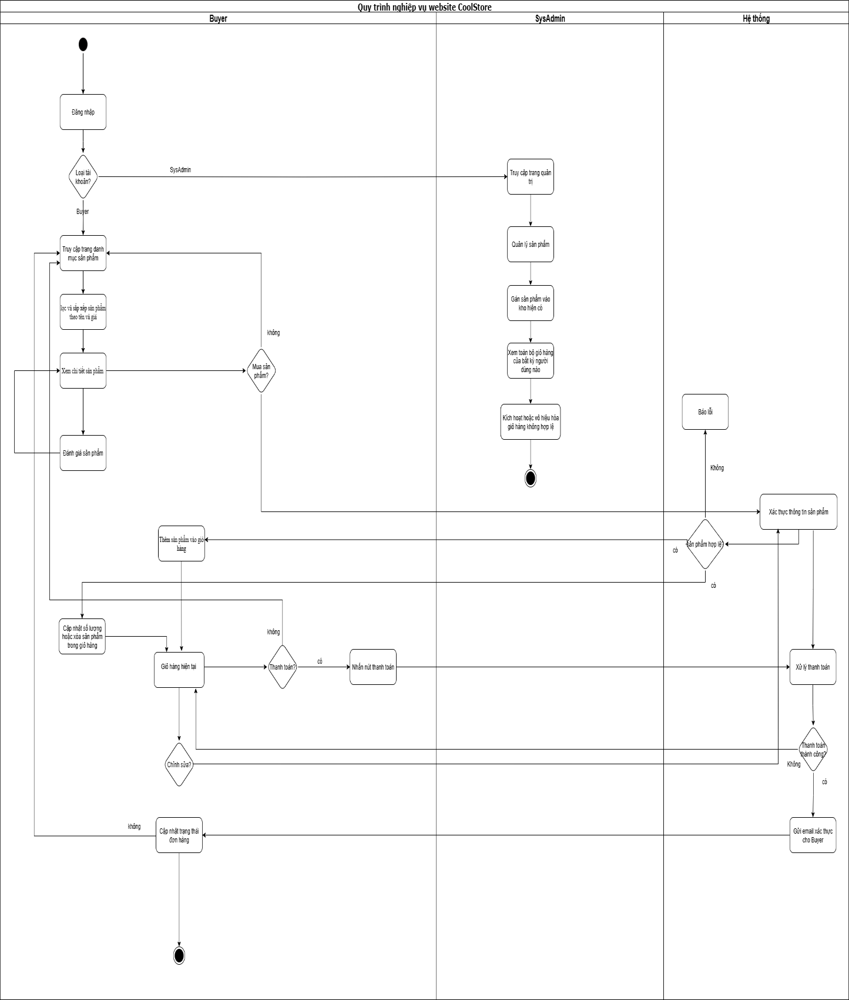 Quy trình nghiệp vụ website CoolStore
Buyer
SysAdmin
Hệ thống
Đăng nhập
Loại tài
khoản?
SysAdmin
Buyer
Truy cập trang quản
trị
Truy cập trang danh
mục sản phẩm
Quản lý sản phẩm
lọc và sắp xếp sản phẩm
theo tên và giá
Gán sản phẩm vào
kho hiện có
không
Xem chi tiết sản phẩm
Mua sản
phẩm?
Xem toàn bộ giỏ hàng
của bất kỳ người
dùng nào
Kích hoạt hoặc vô hiệu hóa
giỏ hàng không hợp lệ
Báo lỗi
Đánh giá sản phẩm
Không
Xác thực thông tin sản phẩm
Thêm sản phẩm vào giỏ
hàng
sản phẩm hợp lệ?
có
có
Cập nhật số lượng
hoặc xóa sản phẩm
trong giỏ hàng
không
Giỏ hàng hiện tại
Thanh toán?
có
Nhấn nút thanh toán
Xử lý thanh toán
Thanh toán
thành công?
Chỉnh sửa?
Không
có
không
Cập nhật trạng thái
đơn hàng
Gửi email xác thực
cho Buyer